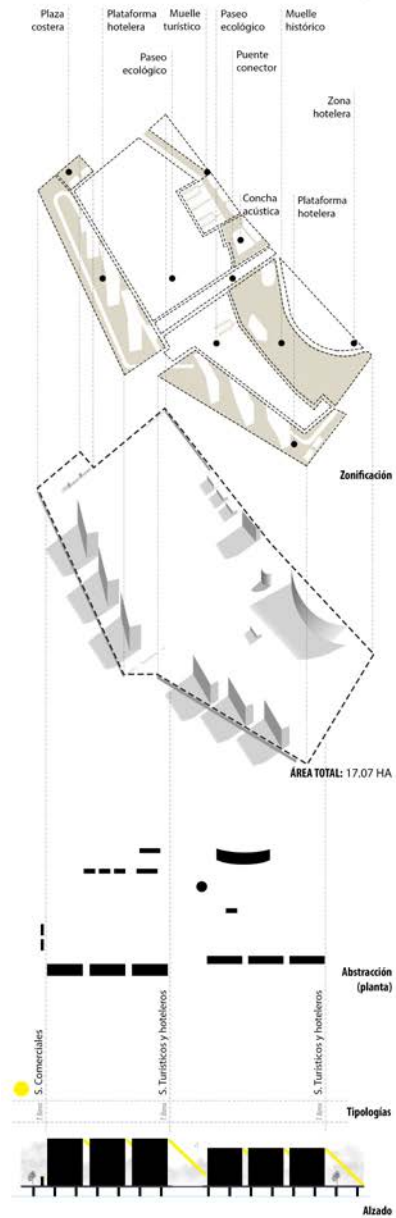 Plaza
costera
Plataforma
hotelera
Muelle
turístico
Paseo
ecológico
Muelle
histórico
Paseo
ecológico
Puente
conector
Zona
hotelera
Concha
acústica
Plataforma
hotelera
Zonificación
ÁREA TOTAL: 17.07 HA
Abstracción
(planta)
S. Comerciales
S. Turísticos y hoteleros
S. Turísticos y hoteleros
Tipologías
Alzado